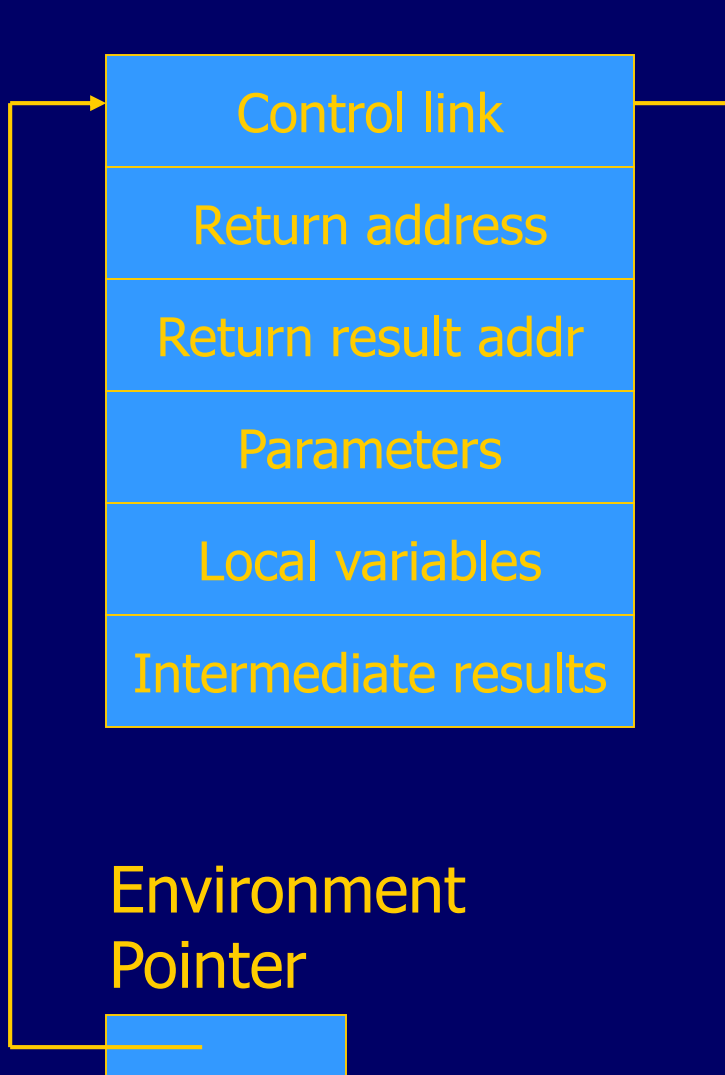 Control link
Return address
Return result addr
Parameters
Local variables
Intermediate results
Environment
Pointer